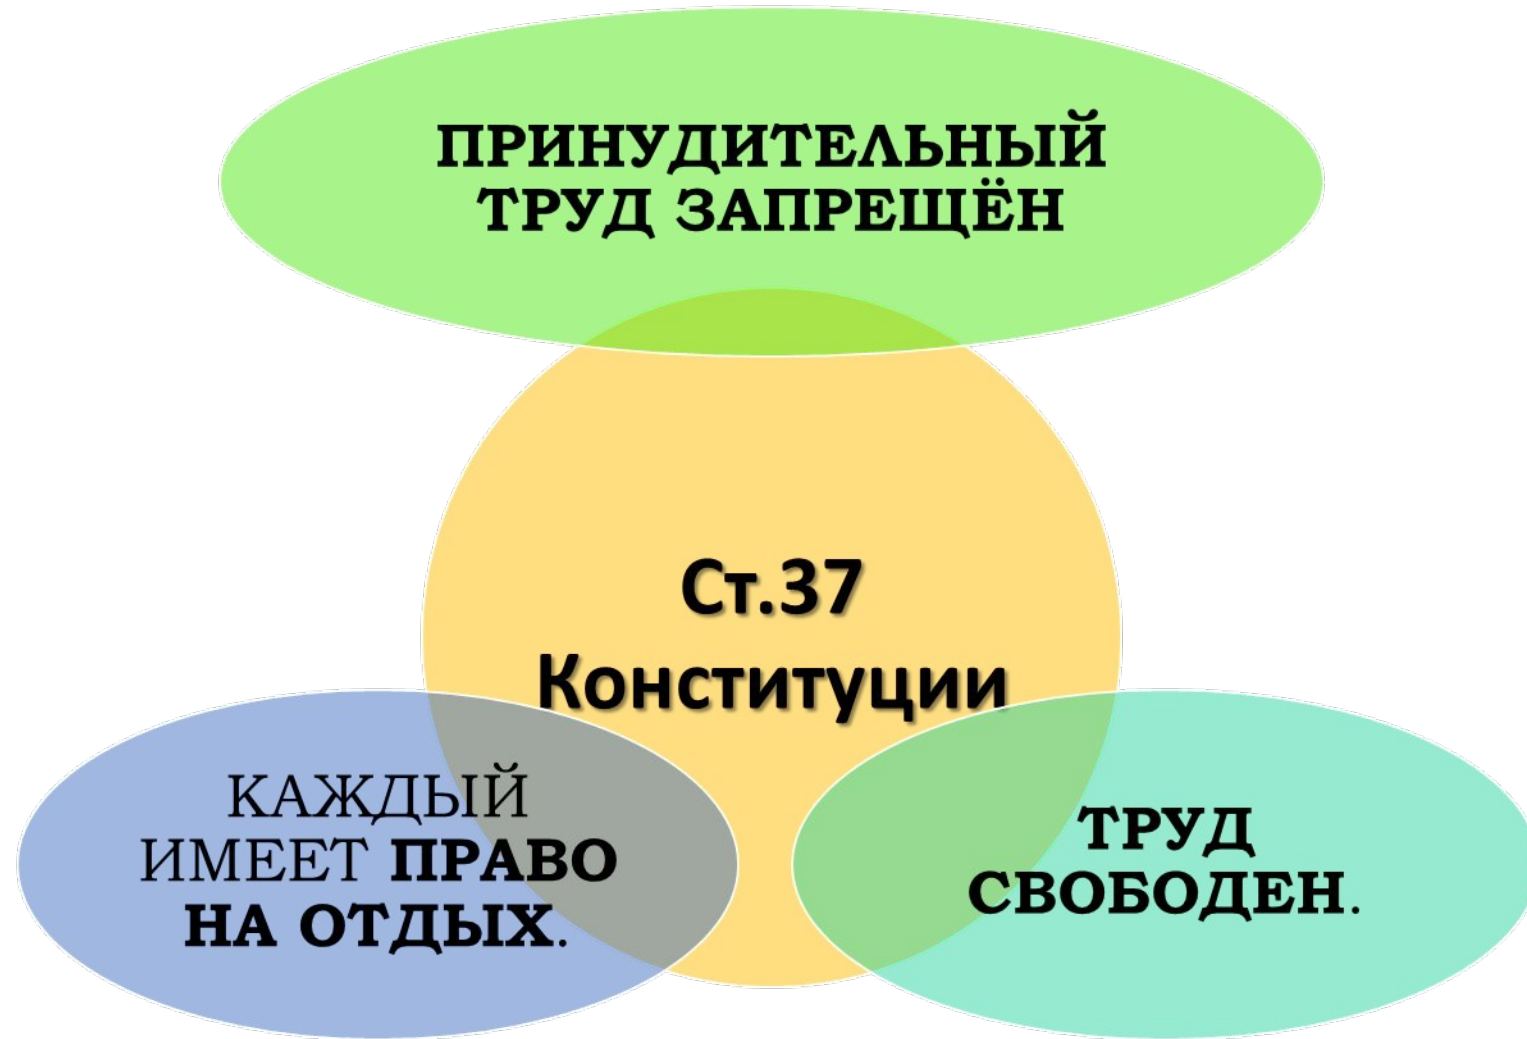 ПРИНУДИТЕЛЬНЫЙ
ТРУД ЗАПРЕЩЁН
Ст.37
Конституции
КАЖДЫЙ
ИМЕЕТ ПРАВО
НА ОТДЫХ.
ТРУД
СВОБОДЕН.